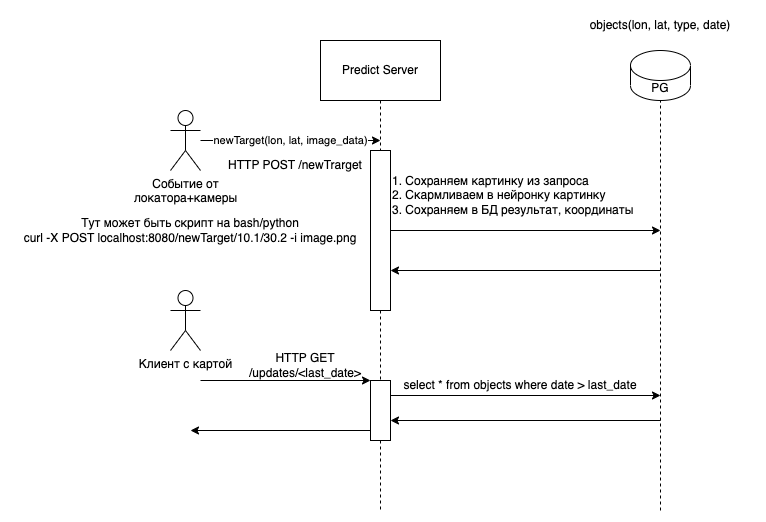 objects(lon, lat, type, date)
Predict Server
PG
newTarget(lon, lat, image_data)
HTTP POST /newTrarget
Событие от
локатора+камеры
1. Сохраняем картинку из запроса
2. Скармливаем в нейронку картинку
3. Сохраняем в БД результат, координаты
Тут может быть скрипт на bash/python
curl -X POST localhost:8080/newTarget/10.1/30.2 -i image.png
Клиент с картой
HTTP GET
/updates/<last_date>
select * from objects where date > last_date